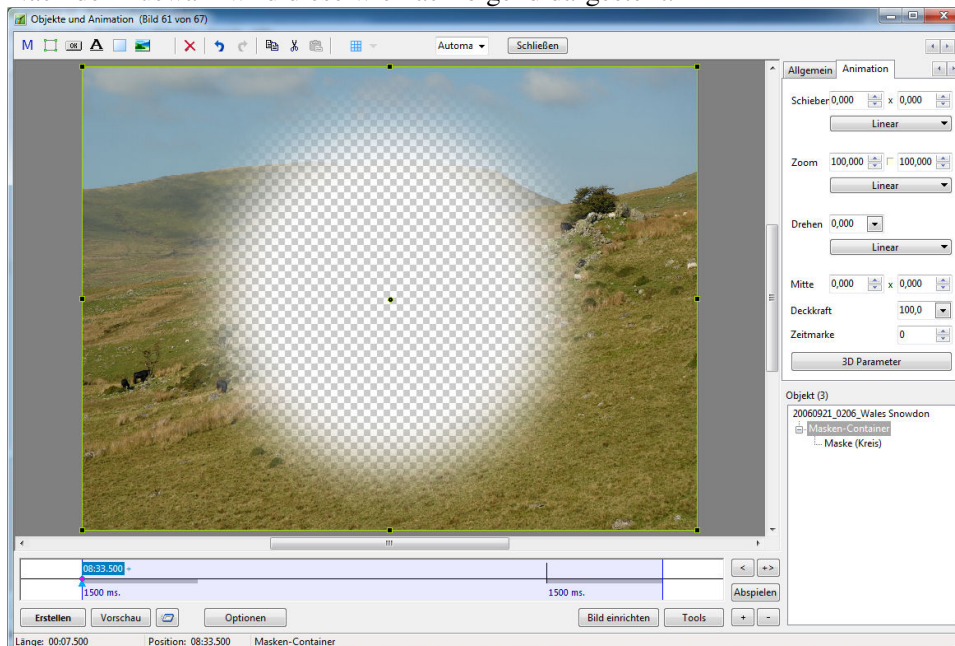 Objekte und Animation (Bild 61 von 67)
M OK A Automa Schließen
Allgemein Animation
Schieber 0,000 x 0,000
Linear
Zoom 100,000 100,000
Linear
Drehen 0,000
Linear
Mitte 0,000 x 0,000
Deckkraft 100,0
Zeitmarke 0
3D Parameter
Objekt (3)
20060921_0206_Wales Snowdon
Masken-Container
Maske (Kreis)
08:33.500
1500 ms. 1500 ms.
< +>
Abspielen
Erstellen Vorschau Optionen Bild einrichten Tools + -
Länge: 00:07.500 Position: 08:33.500 Masken-Container